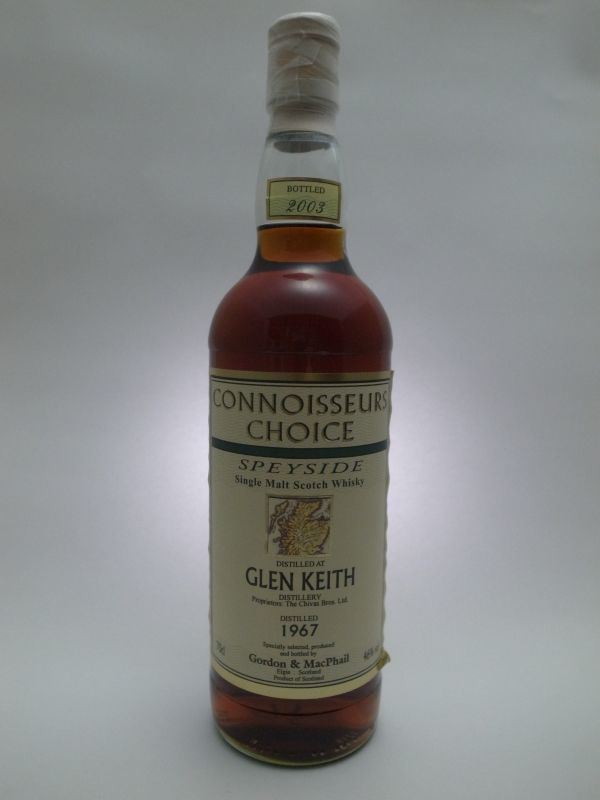 BOTTLED
2003
CONNOISSEURS
CHOICE
SPEYSIDE
Single Malt Scotch Whisky
DISTILLED AT
GLEN KEITH
DISTILLERY
Proprietors: The Chivas Bros. Ltd.
DISTILLED
1967
Specially selected, produced
and bottled by
70cl
Gordon & MacPhail
46%
Elgin Scotland
Product of Scotland